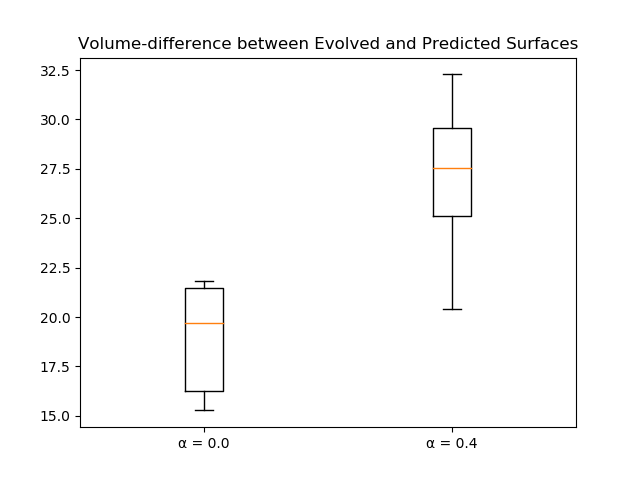 Volume-difference between Evolved and Predicted Surfaces
32.5
30.0
27.5
25.0
22.5
20.0
17.5
15.0
α = 0.0
α = 0.4